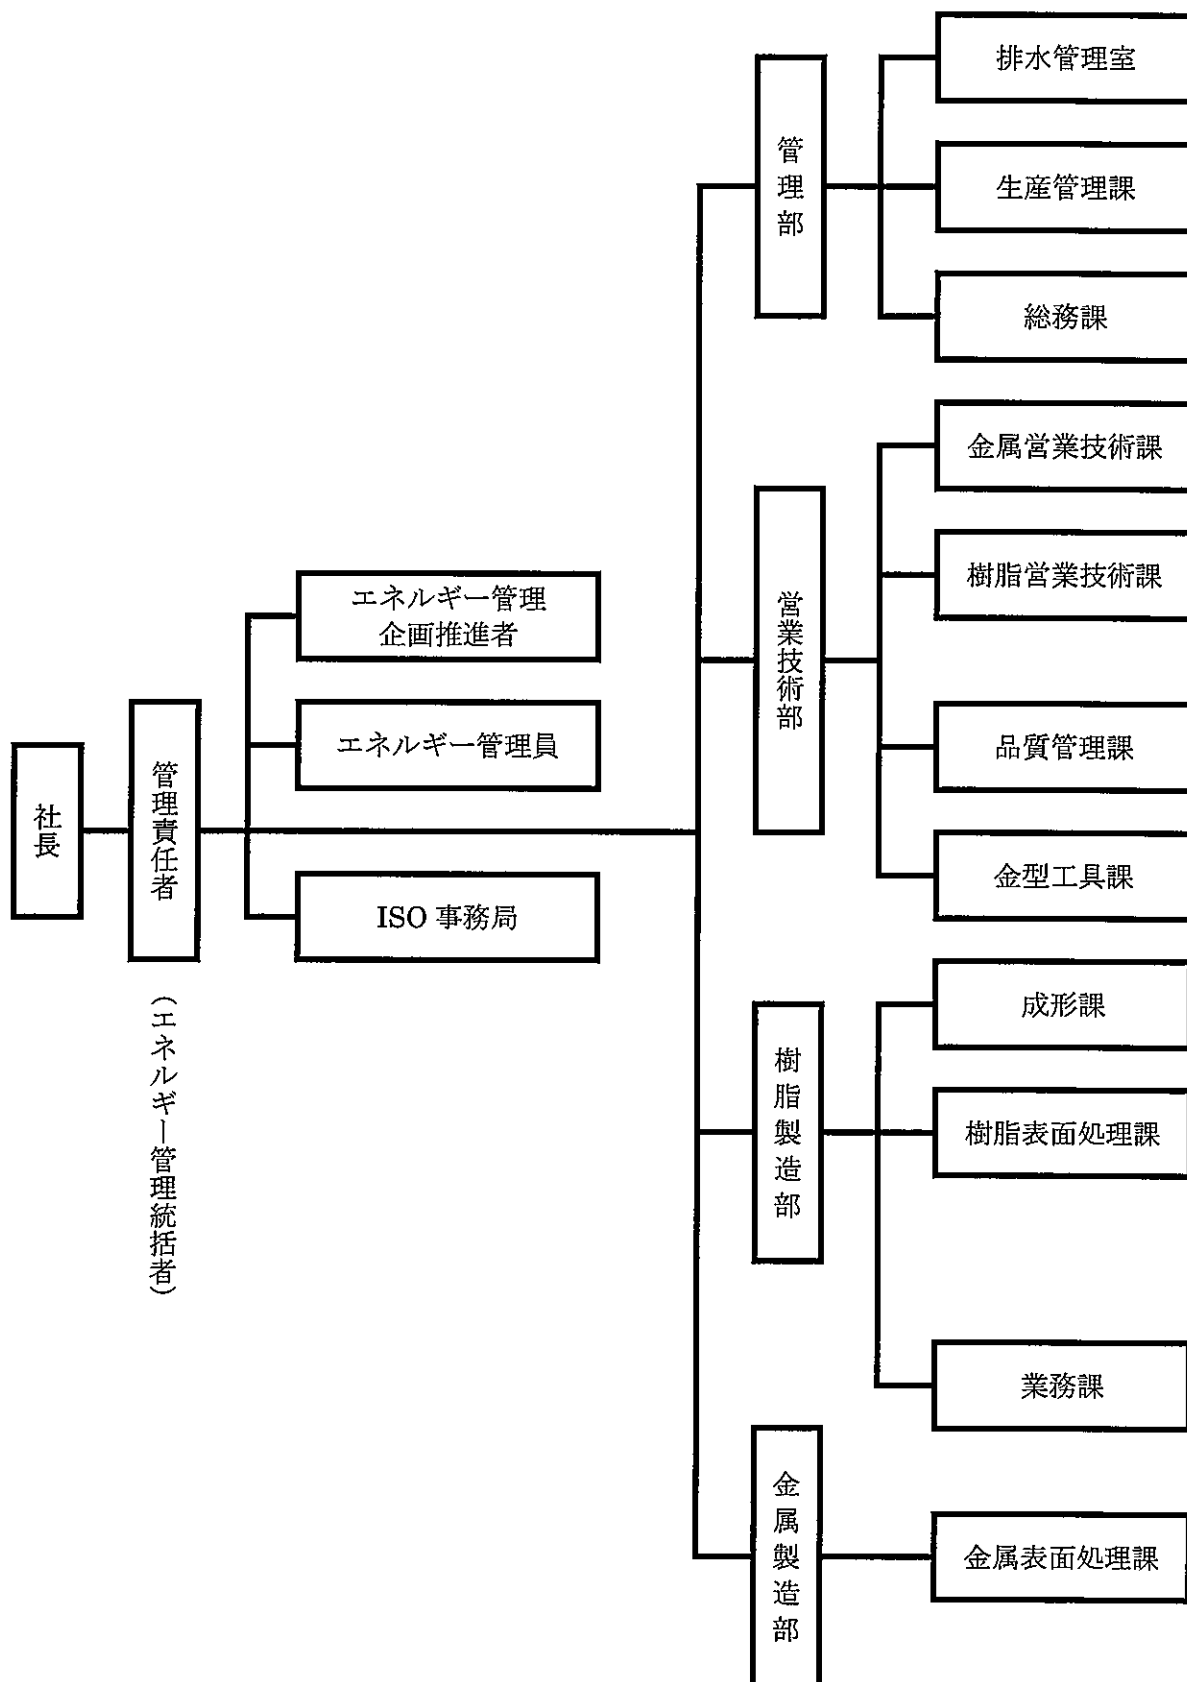 社長
管理責任者
（エネルギー管理統括者）
エネルギー管理
企画推進者
エネルギー管理員
ISO 事務局
管理部
排水管理室
生産管理課
総務課
営業技術部
金属営業技術課
樹脂営業技術課
品質管理課
金型工具課
樹脂製造部
成形課
樹脂表面処理課
業務課
金属製造部
金属表面処理課